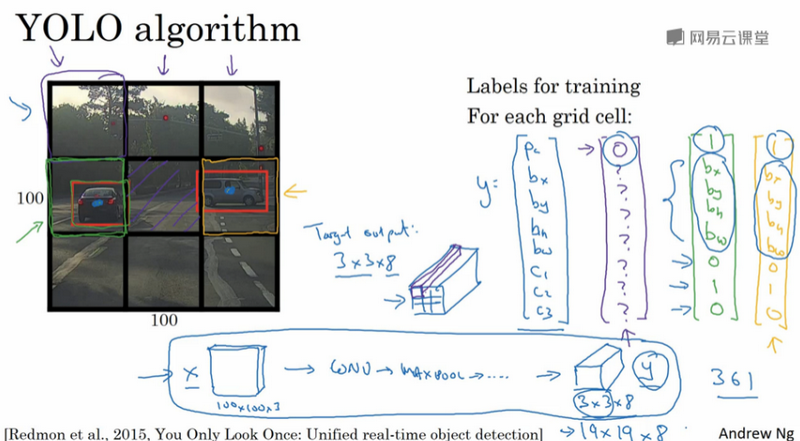 YOLO algorithm
网易云课堂
Labels for training
For each grid cell:
100
100
y=
Pc
bx
by
bh
bw
C1
C2
C3
0
?
?
?
?
?
?
?
1
bx
by
bh
bw
0
1
0
1
bx
by
bh
bw
0
1
0
Target output:
3×3×8
X
100×100×3
→ CONV → MAXPOOL → ..... →
3×3×8
y
→ 19×19×8
361
[Redmon et al., 2015, You Only Look Once: Unified real-time object detection]
Andrew Ng